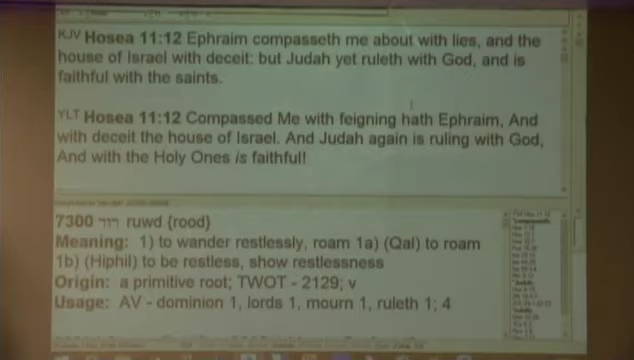 KJV Hosea 11:12 Ephraim compasseth me about with lies, and the
house of Israel with deceit: but Judah yet ruleth with God, and is
faithful with the saints.
YLT Hosea 11:12 Compassed Me with feigning hath Ephraim, And
with deceit the house of Israel. And Judah again is ruling with God,
And with the Holy Ones is faithful!
7300 רוד ruwd {rood}
Meaning: 1) to wander restlessly, roam 1a) (Qal) to roam
1b) (Hiphil) to be restless, show restlessness
Origin: a primitive root; TWOT - 2129; v
Usage: AV - dominion 1, lords 1, mourn 1, ruleth 1; 4